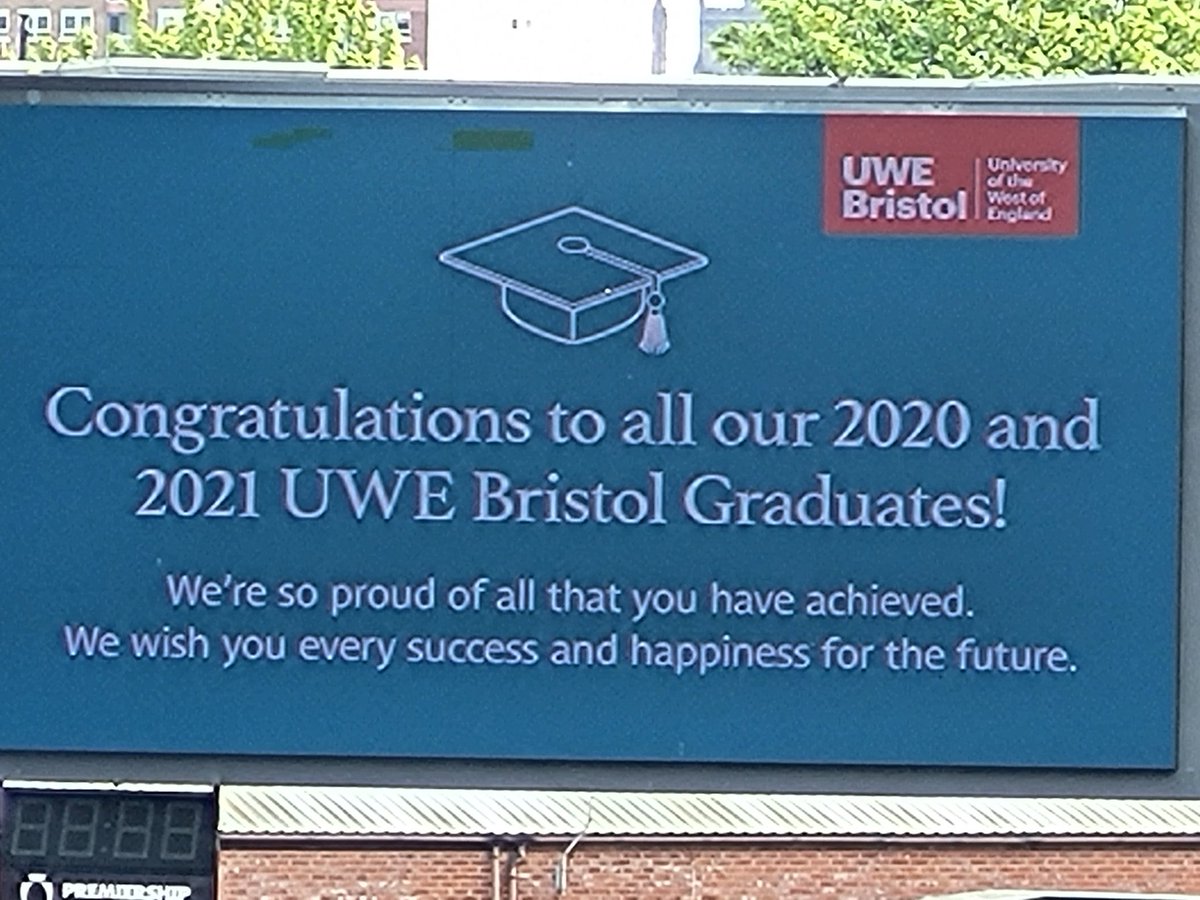 UWE
Bristol
University
of the
West of
England
Congratulations to all our 2020 and
2021 UWE Bristol Graduates!
We're so proud of all that you have achieved.
We wish you every success and happiness for the future.
PREMIERSHIP